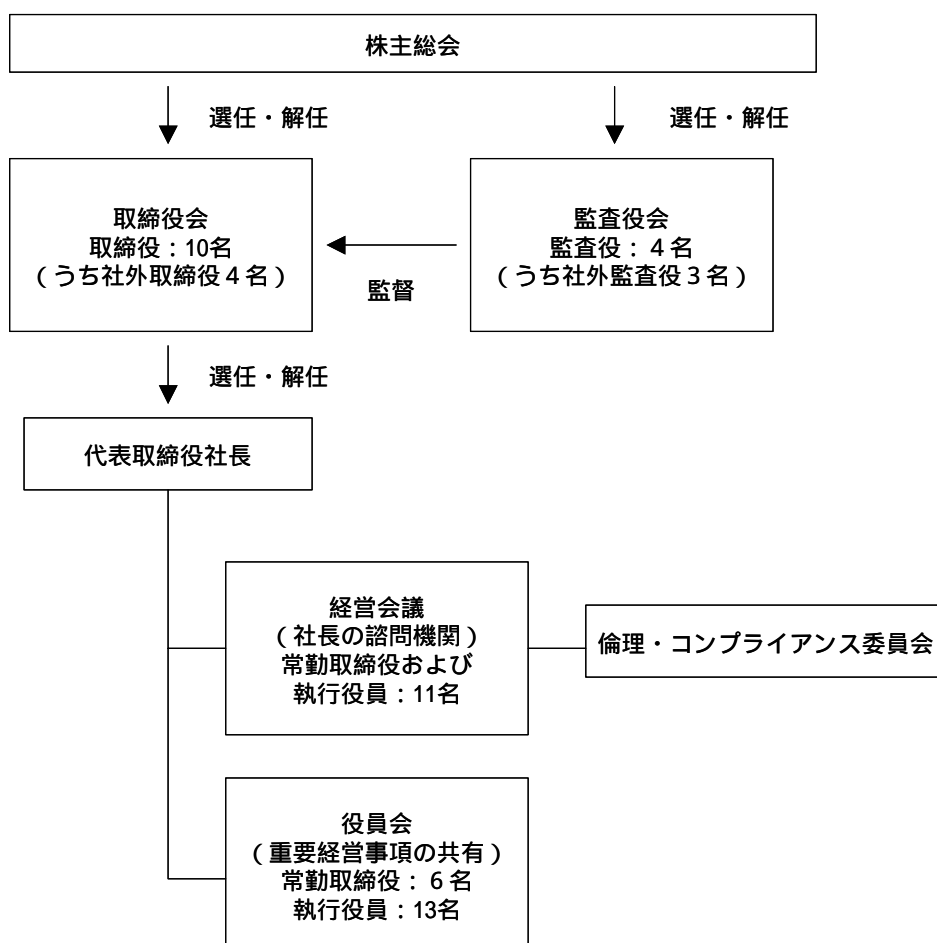 株主総会
選任・解任
選任・解任
取締役会
取締役：10名
（うち社外取締役４名）
監査役会
監査役：４名
（うち社外監査役３名）
監督
選任・解任
代表取締役社長
経営会議
（社長の諮問機関）
常勤取締役および
執行役員：11名
倫理・コンプライアンス委員会
役員会
（重要経営事項の共有）
常勤取締役：６名
執行役員：13名